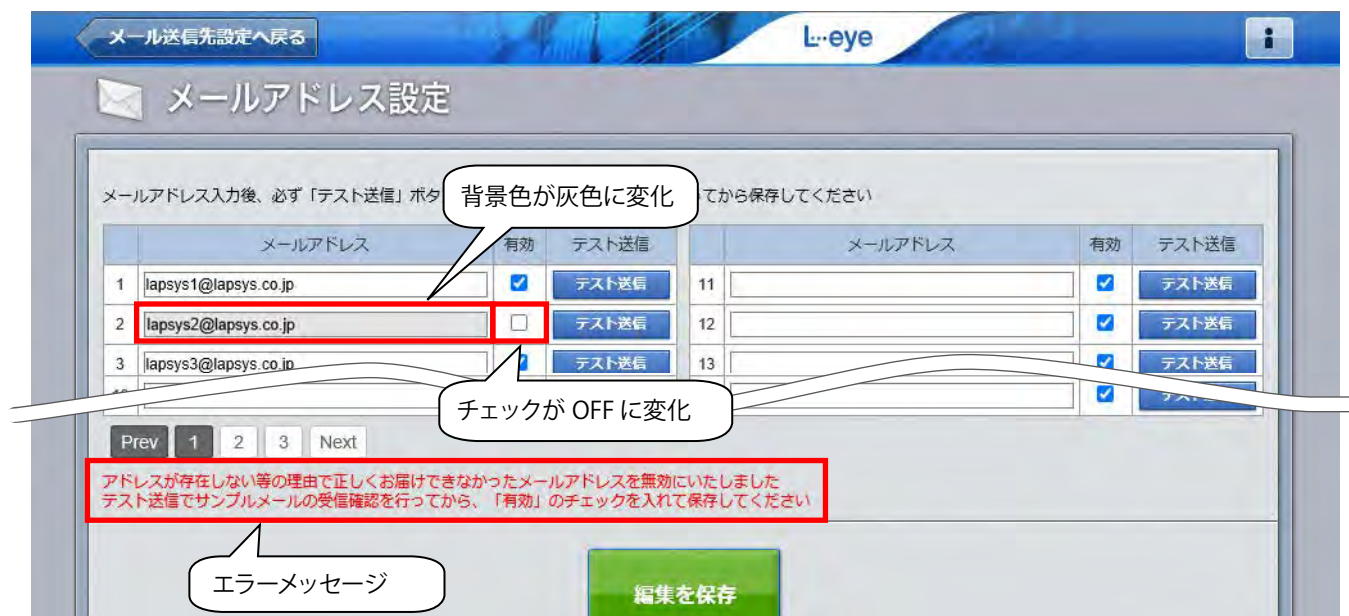 メール送信先設定へ戻る
L···eye
メールアドレス設定
メールアドレス入力後、必ず「テスト送信」ボタ
ってから保存してください
背景色が灰色に変化
メールアドレス 有効 テスト送信 メールアドレス 有効 テスト送信
1 lapsys1@lapsys.co.jp テスト送信 11 テスト送信
2 lapsys2@lapsys.co.jp テスト送信 12 テスト送信
3 lapsys3@lapsys.co.jp テスト送信 13 テスト送信
チェックが OFF に変化
Prev 1 2 3 Next
アドレスが存在しない等の理由で正しくお届けできなかったメールアドレスを無効にいたしました
テスト送信でサンプルメールの受信確認を行ってから、「有効」のチェックを入れて保存してください
エラーメッセージ
編集を保存